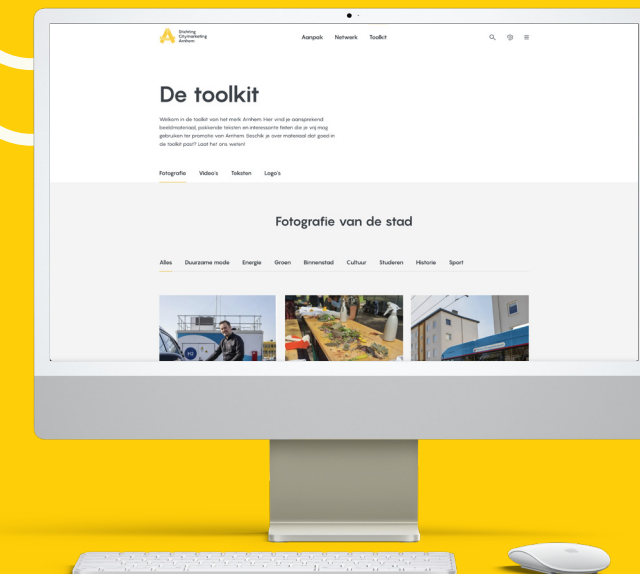 Stichting
Citymarketing
Arnhem
Aanpak Netwerk Toolkit
De toolkit
Welkom in de toolkit van het merk Arnhem. Hier vind je aansprekend
beeldmateriaal, pakkende teksten en interessante feiten die je vrij mag
gebruiken ter promotie van Arnhem. Beschik je over materiaal dat goed in
de toolkit past? Laat het ons weten!
Fotografie Video's Teksten Logo's
Fotografie van de stad
Alles Duurzame mode Energie Groen Binnenstad Cultuur Studeren Historie Sport
H2